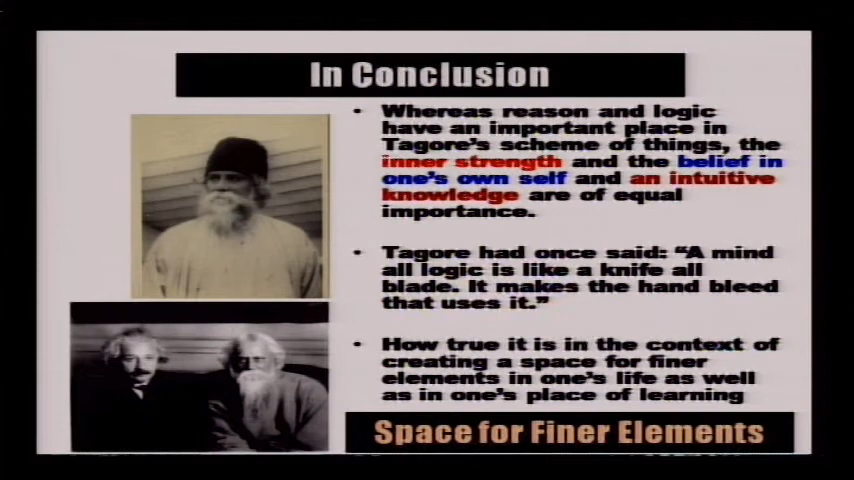 In Conclusion
• Whereas reason and logic
have an important place in
Tagore's scheme of things, the
inner strength and the belief in
one's own self and an intuitive
knowledge are of equal
importance.
• Tagore had once said: “A mind
all logic is like a knife all
blade. It makes the hand bleed
that uses it.”
• How true it is in the context of
creating a space for finer
elements in one's life as well
as in one's place of learning
Space for Finer Elements